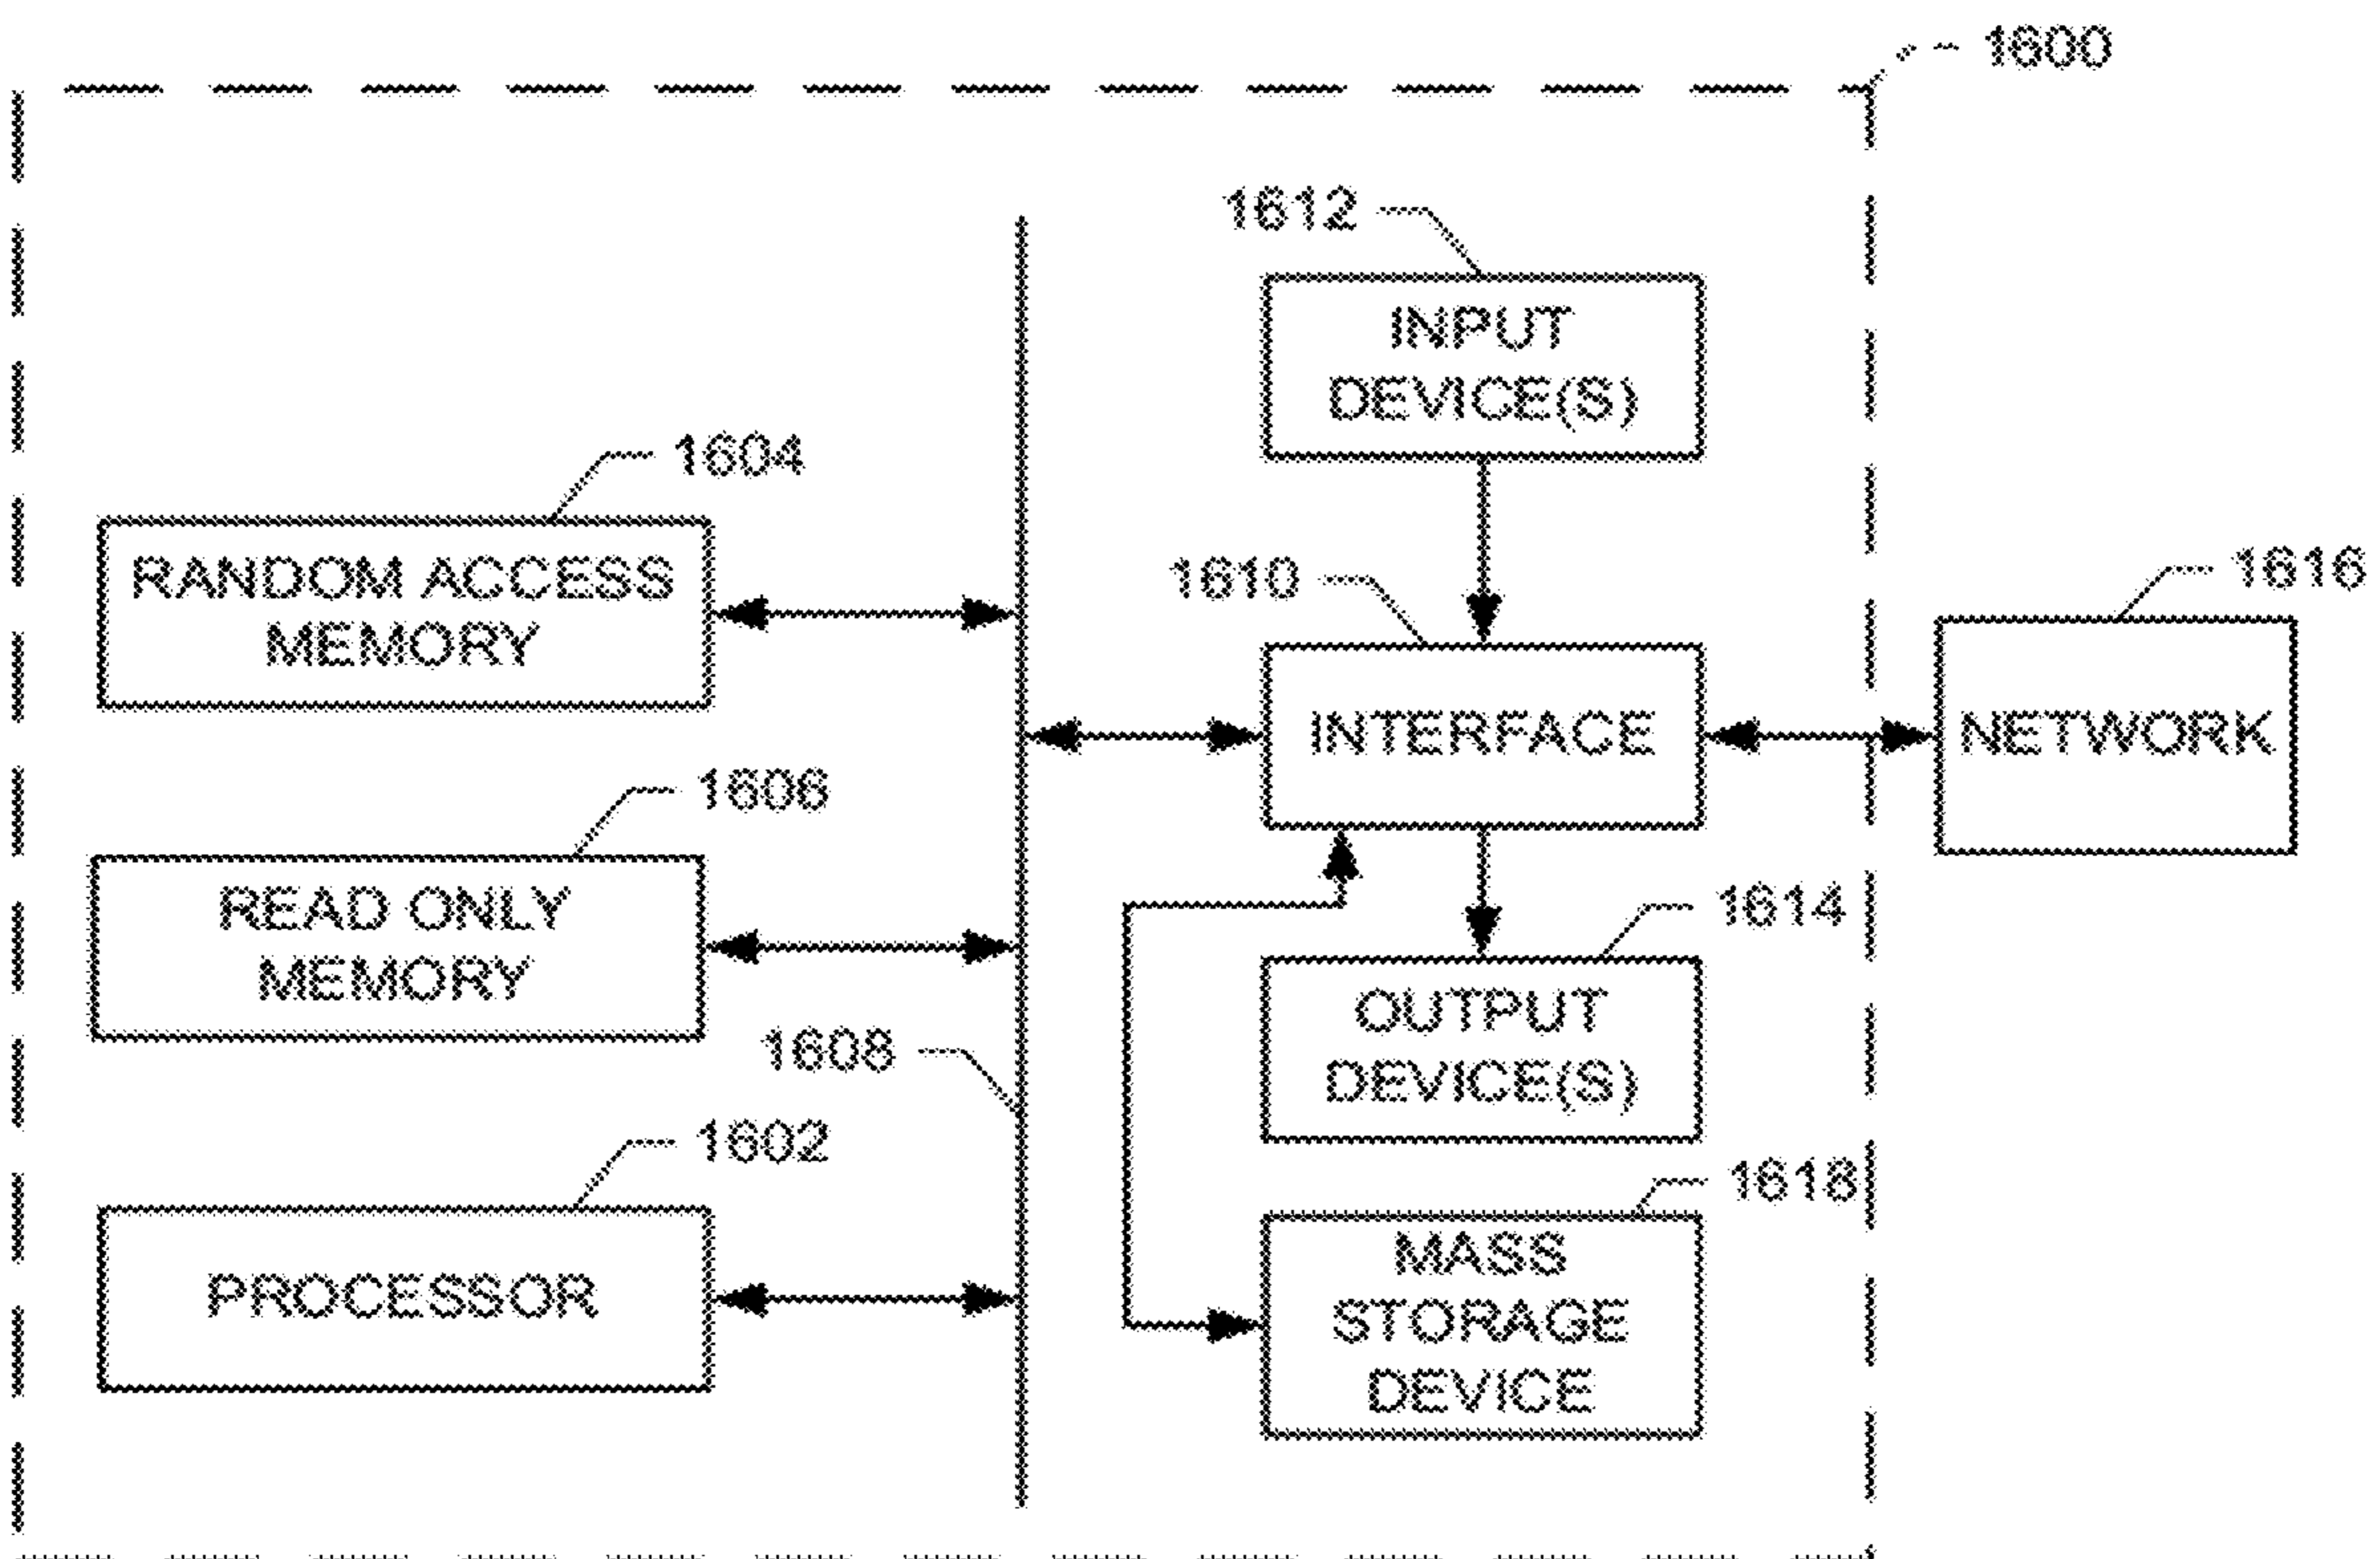 1600
1612
INPUT
DEVICE(S)
1604
RANDOM ACCESS
MEMORY
1610
INTERFACE
1616
NETWORK
1606
READ ONLY
MEMORY
1614
OUTPUT
DEVICE(S)
1608
1602
PROCESSOR
1618
MASS
STORAGE
DEVICE